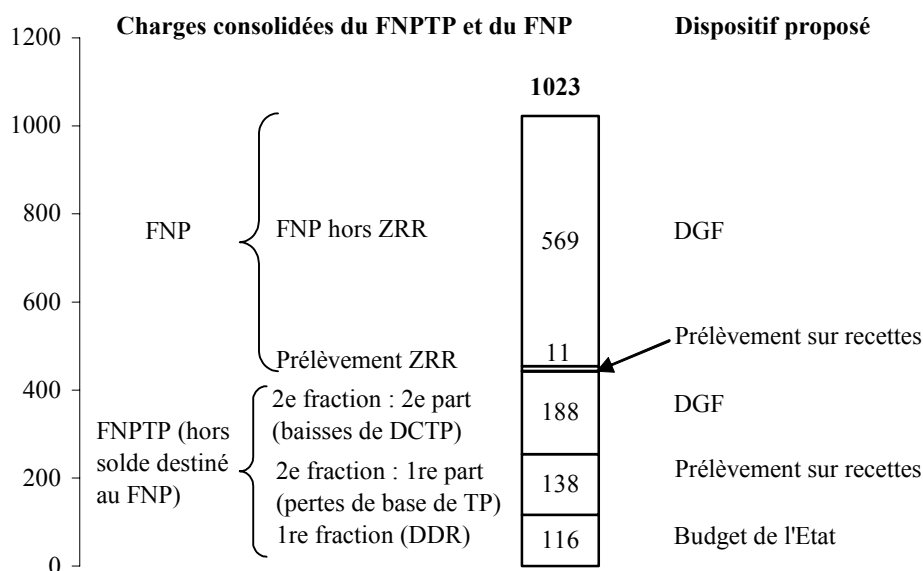 Charges consolidées du FNPTP et du FNP
Dispositif proposé
1200
1000
800
600
400
200
0
1023
FNP
FNP hors ZRR
569
DGF
Prélèvement ZRR
11
Prélèvement sur recettes
FNPTP (hors
solde destiné
au FNP)
2e fraction : 2e part
(baisses de DCTP)
188
DGF
2e fraction : 1re part
(pertes de base de TP)
138
Prélèvement sur recettes
1re fraction (DDR)
116
Budget de l'Etat